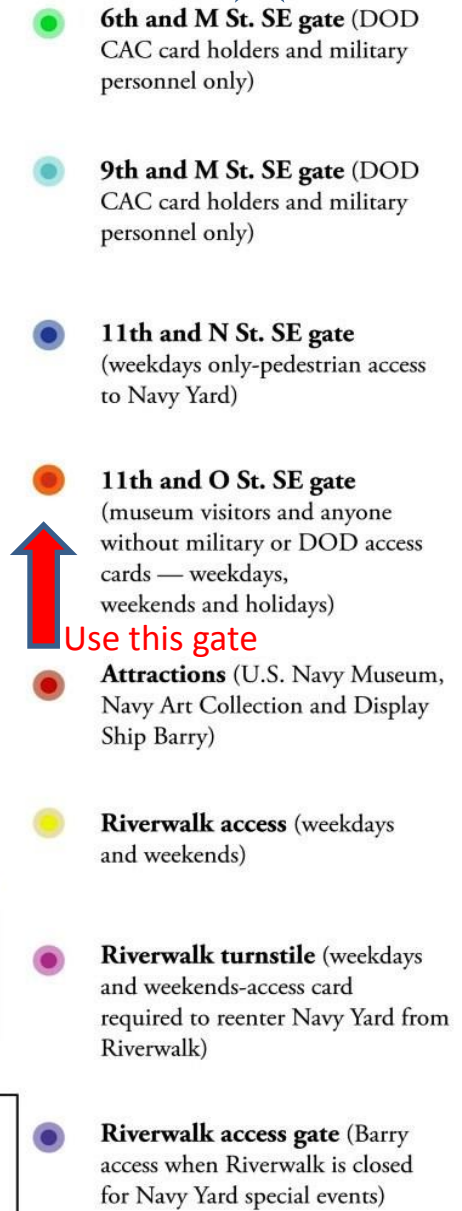 6th and M St. SE gate (DOD
CAC card holders and military
personnel only)
9th and M St. SE gate (DOD
CAC card holders and military
personnel only)
11th and N St. SE gate
(weekdays only-pedestrian access
to Navy Yard)
11th and O St. SE gate
(museum visitors and anyone
without military or DOD access
cards — weekdays,
weekends and holidays)
Use this gate
Attractions (U.S. Navy Museum,
Navy Art Collection and Display
Ship Barry)
Riverwalk access (weekdays
and weekends)
Riverwalk turnstile (weekdays
and weekends-access card
required to reenter Navy Yard from
Riverwalk)
Riverwalk access gate (Barry
access when Riverwalk is closed
for Navy Yard special events)